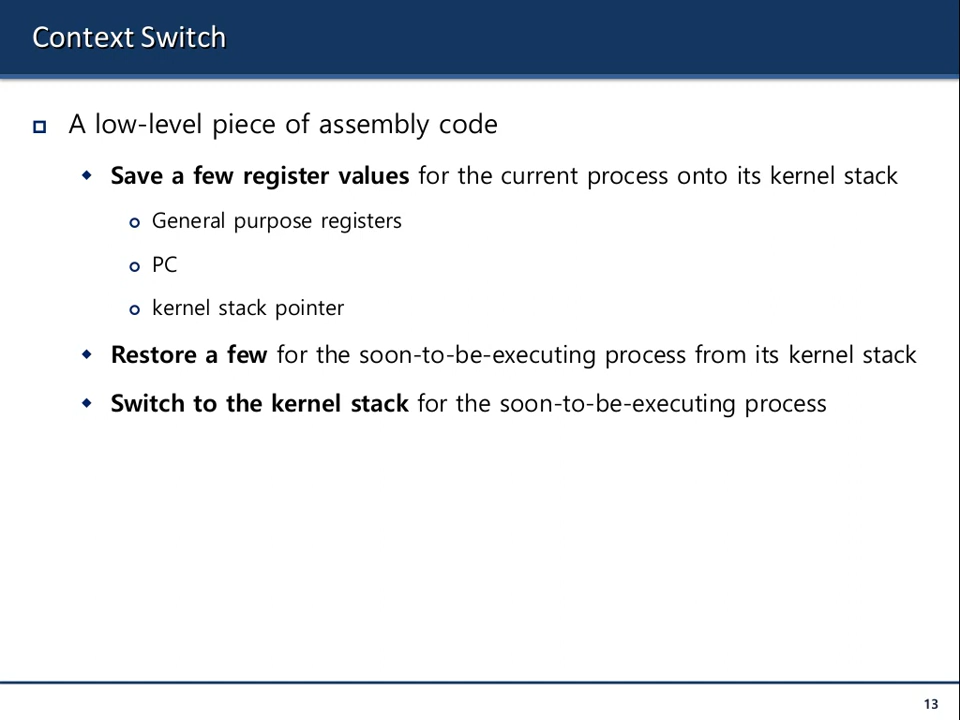 Context Switch
A low-level piece of assembly code
Save a few register values for the current process onto its kernel stack
General purpose registers
PC
kernel stack pointer
Restore a few for the soon-to-be-executing process from its kernel stack
Switch to the kernel stack for the soon-to-be-executing process
13